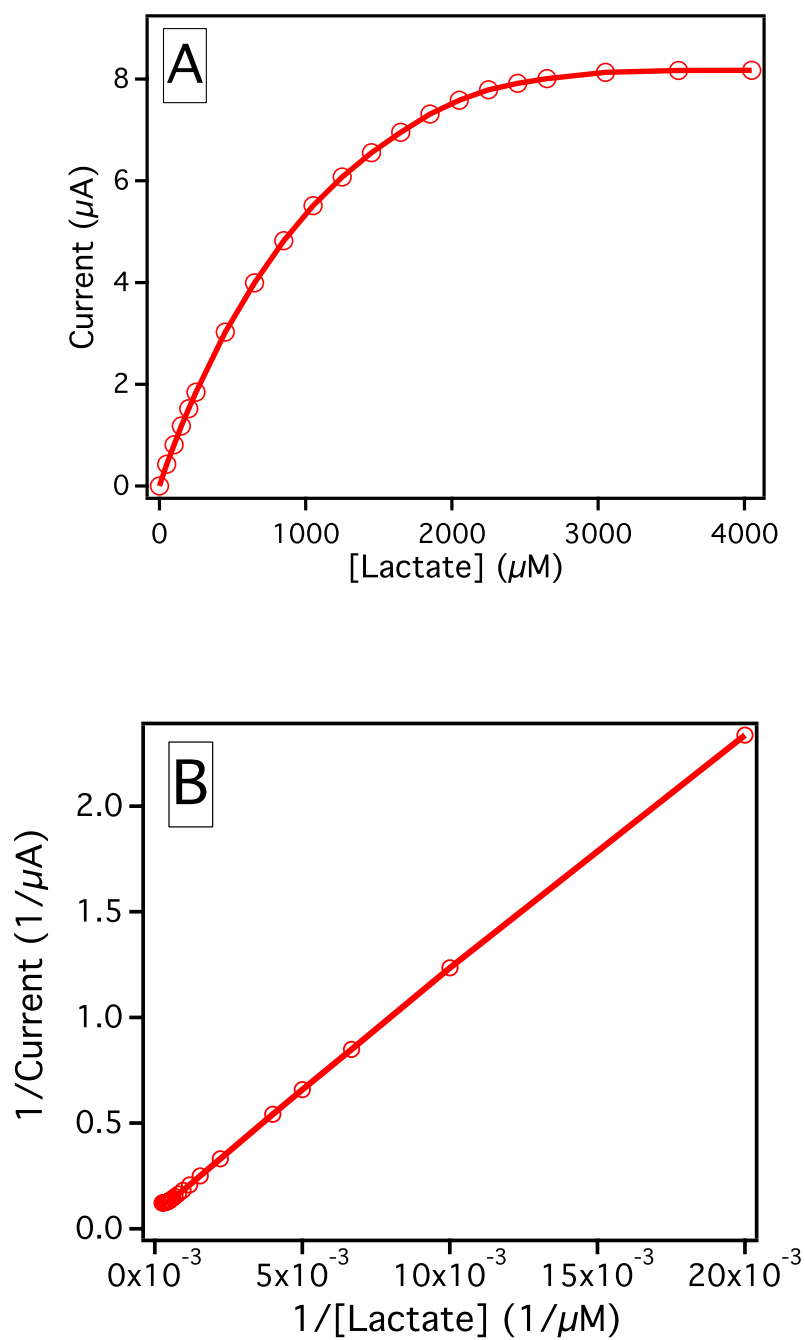 A
8
6
4
2
0
Current (µA)
0 1000 2000 3000 4000
[Lactate] (µM)
B
2.0
1.5
1.0
0.5
0.0
1/Current (1/µA)
0x10-3 5x10-3 10x10-3 15x10-3 20x10-3
1/[Lactate] (1/µM)